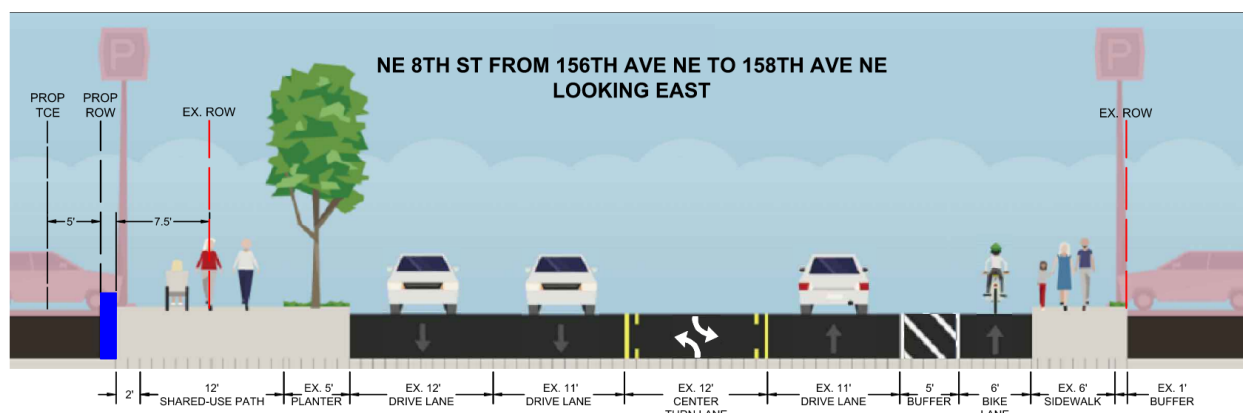 P
P
NE 8TH ST FROM 156TH AVE NE TO 158TH AVE NE
LOOKING EAST
PROP
TCE
PROP
ROW
EX. ROW
EX. ROW
5'
7.5'
2'
12'
SHARED-USE PATH
EX. 5'
PLANTER
EX. 12'
DRIVE LANE
EX. 11'
DRIVE LANE
EX. 12'
CENTER
TURN LANE
EX. 11'
DRIVE LANE
5'
BUFFER
6'
BIKE
LANE
EX. 6'
SIDEWALK
EX. 1'
BUFFER